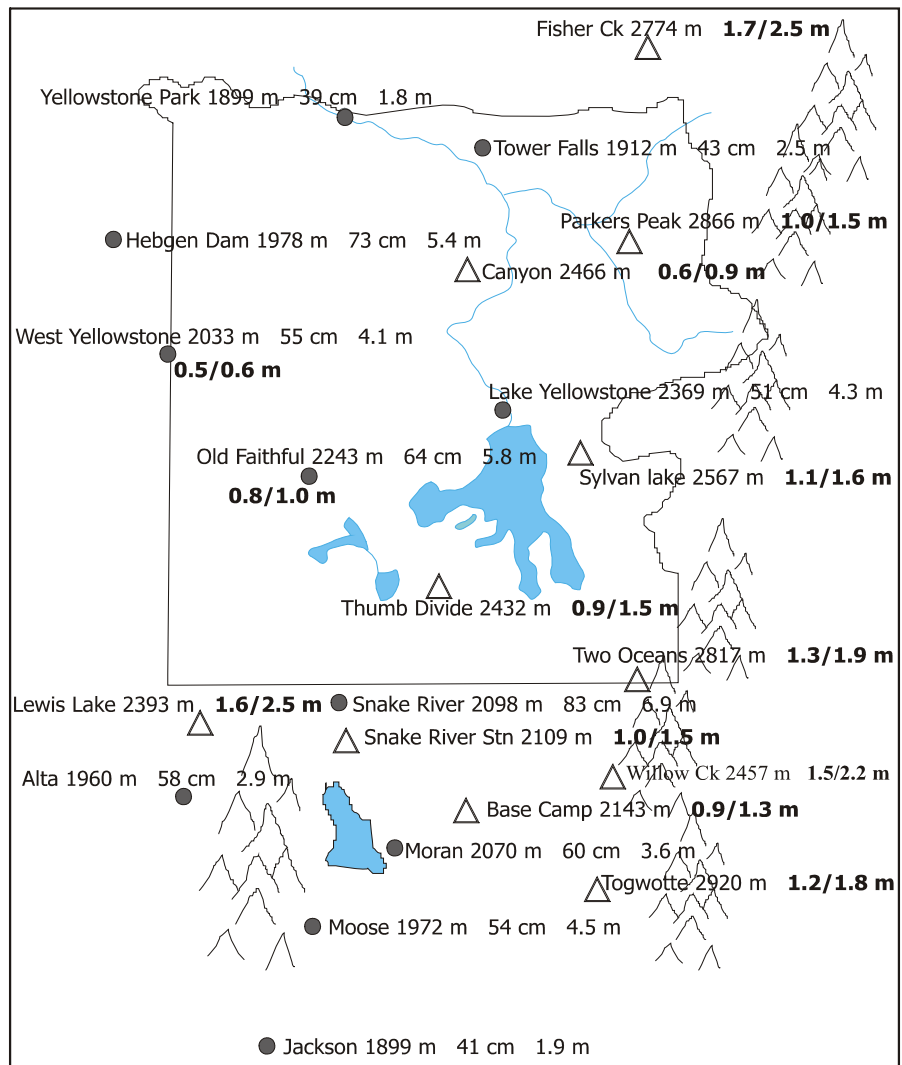 Fisher Ck 2774 m 1.7/2.5 m
Yellowstone Park 1899 m 39 cm 1.8 m
Tower Falls 1912 m 43 cm 2.5 m
Parkers Peak 2866 m 1.0/1.5 m
Hebgen Dam 1978 m 73 cm 5.4 m
Canyon 2466 m 0.6/0.9 m
West Yellowstone 2033 m 55 cm 4.1 m
0.5/0.6 m
Lake Yellowstone 2369 m 51 cm 4.3 m
Old Faithful 2243 m 64 cm 5.8 m
0.8/1.0 m
Sylvan lake 2567 m 1.1/1.6 m
Thumb Divide 2432 m 0.9/1.5 m
Two Oceans 2817 m 1.3/1.9 m
Lewis Lake 2393 m 1.6/2.5 m
Snake River 2098 m 83 cm 6.9 m
Snake River Stn 2109 m 1.0/1.5 m
Alta 1960 m 58 cm 2.9 m
Willow Ck 2457 m 1.5/2.2 m
Base Camp 2143 m 0.9/1.3 m
Moran 2070 m 60 cm 3.6 m
Togwotte 2920 m 1.2/1.8 m
Moose 1972 m 54 cm 4.5 m
Jackson 1899 m 41 cm 1.9 m